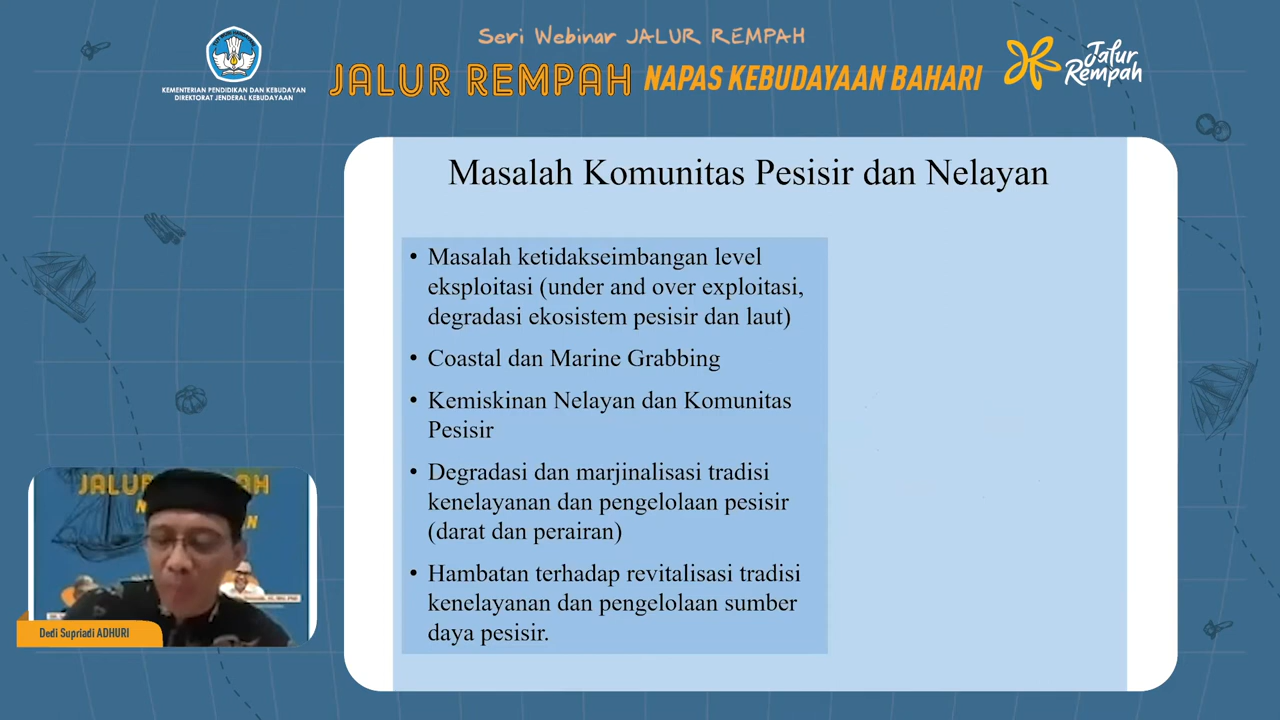 Seri Webinar JALUR REMPAH
JALUR REMPAH NAPAS KEBUDAYAAN BAHARI
KEMENTERIAN PENDIDIKAN DAN KEBUDAYAAN
DIREKTORAT JENDERAL KEBUDAYAAN
Jalur
Rempah
Masalah Komunitas Pesisir dan Nelayan
• Masalah ketidakseimbangan level
eksploitasi (under and over exploitasi,
degradasi ekosistem pesisir dan laut)
• Coastal dan Marine Grabbing
• Kemiskinan Nelayan dan Komunitas
Pesisir
• Degradasi dan marjinalisasi tradisi
kenelayanan dan pengelolaan pesisir
(darat dan perairan)
• Hambatan terhadap revitalisasi tradisi
kenelayanan dan pengelolaan sumber
daya pesisir.
Dedi Supriadi ADHURI